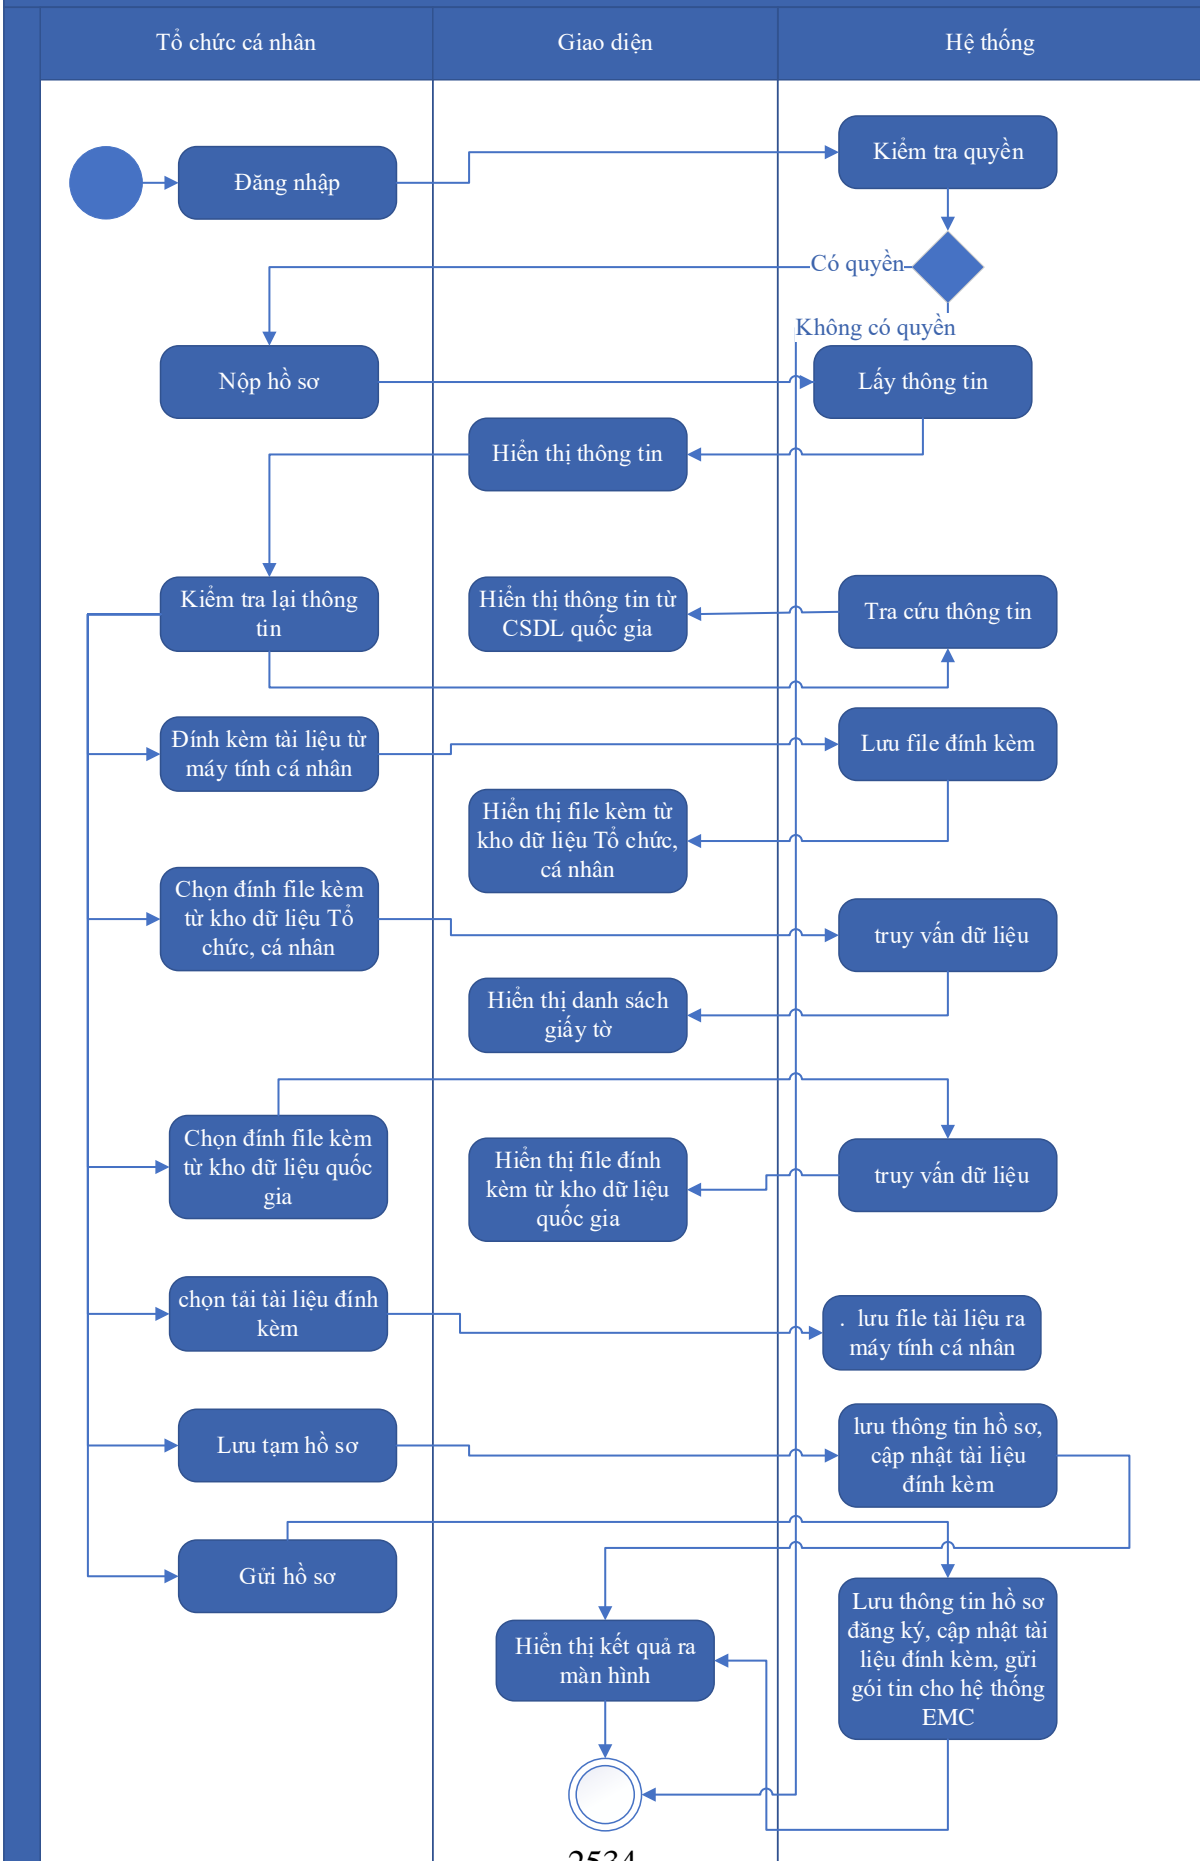 Tổ chức cá nhân
Giao diện
Hệ thống
Kiểm tra quyền
Đăng nhập
Có quyền
Không có quyền
Nộp hồ sơ
Lấy thông tin
Hiển thị thông tin
Kiểm tra lại thông
tin
Hiển thị thông tin từ
CSDL quốc gia
Tra cứu thông tin
Đính kèm tài liệu từ
máy tính cá nhân
Lưu file đính kèm
Hiển thị file kèm từ
kho dữ liệu Tổ chức,
cá nhân
Chọn đính file kèm
từ kho dữ liệu Tổ
chức, cá nhân
truy vấn dữ liệu
Hiển thị danh sách
giấy tờ
Chọn đính file kèm
từ kho dữ liệu quốc
gia
Hiển thị file đính
kèm từ kho dữ liệu
quốc gia
truy vấn dữ liệu
chọn tải tài liệu đính
kèm
. lưu file tài liệu ra
máy tính cá nhân
Lưu tạm hồ sơ
lưu thông tin hồ sơ,
cập nhật tài liệu
đính kèm
Gửi hồ sơ
Lưu thông tin hồ sơ
đăng ký, cập nhật tài
liệu đính kèm, gửi
gói tin cho hệ thống
EMC
Hiển thị kết quả ra
màn hình
2534